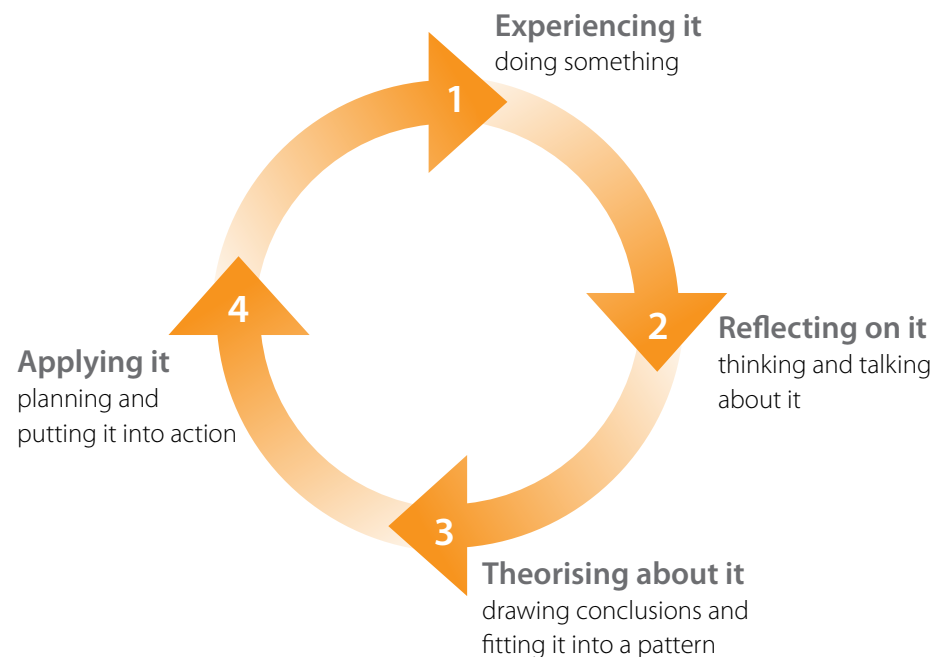 1
Experiencing it
doing something
2
Reflecting on it
thinking and talking
about it
3
Theorising about it
drawing conclusions and
fitting it into a pattern
4
Applying it
planning and
putting it into action